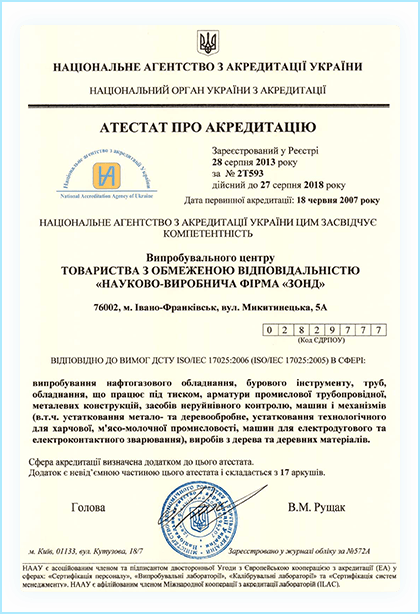 НАЦІОНАЛЬНЕ АГЕНТСТВО З АКРЕДИТАЦІЇ УКРАЇНИ
НАЦІОНАЛЬНИЙ ОРГАН УКРАЇНИ З АКРЕДИТАЦІЇ
АТЕСТАТ ПРО АКРЕДИТАЦІЮ
Національне агентство з акредитації України
National Accreditation Agency of Ukraine
Зареєстрований у Реєстрі
28 серпня 2013 року
за № 2Т593
дійсний до 27 серпня 2018 року
Дата первинної акредитації: 18 червня 2007 року
НАЦІОНАЛЬНЕ АГЕНТСТВО З АКРЕДИТАЦІЇ УКРАЇНИ ЦИМ ЗАСВІДЧУЄ
КОМПЕТЕНТНІСТЬ
Випробувального центру
ТОВАРИСТВА З ОБМЕЖЕНОЮ ВІДПОВІДАЛЬНІСТЮ
«НАУКОВО-ВИРОБНИЧА ФІРМА «ЗОНД»
76002, м. Івано-Франківськ, вул. Микитинецька, 5А
0 2 8 2 9 7 7 7
(Код ЄДРПОУ)
ВІДПОВІДНО ДО ВИМОГ ДСТУ ISO/IEC 17025:2006 (ISO/IEC 17025:2005) В СФЕРІ:
випробування нафтогазового обладнання, бурового інструменту, труб,
обладнання, що працює під тиском, арматури промислової трубопровідної,
металевих конструкцій, засобів неруйнівного контролю, машин і механізмів
(в.т.ч. устатковання метало- та деревообробне, устатковання технологічного
для харчової, м'ясо-молочної промисловості, машин для електродугового та
електроконтактного зварювання), виробів з дерева та деревних матеріалів.
Сфера акредитації визначена додатком до цього атестата.
Додаток є невід'ємною частиною цього атестата і складається з 17 аркушів.
Голова
В.М. Рущак
м. Київ, 01133, вул. Кутузова, 18/7
Зареєстровано у журналі обліку за №572А
НААУ є асоційованим членом та підписантом двосторонньої Угоди з Європейською кооперацією з акредитації (ЕА) у
сферах: «Сертифікація персоналу», «Випробувальні лабораторії», «Калібрувальні лабораторії» та «Сертифікація систем
менеджменту». НААУ є афілійованим членом Міжнародної кооперації з акредитації лабораторій (ILAC).